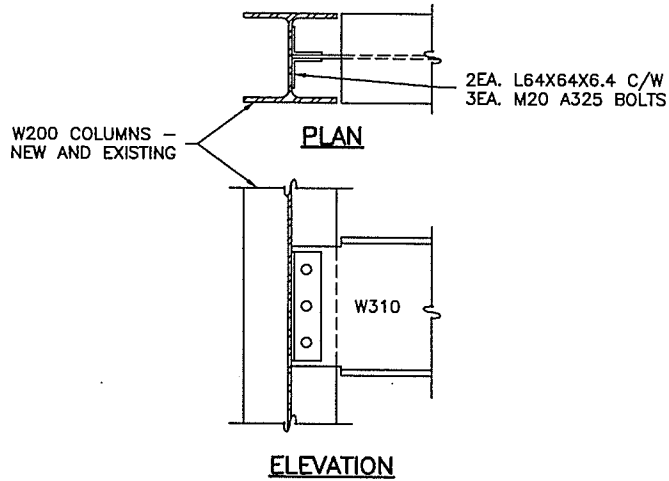 2EA. L64X64X6.4 C/W
3EA. M20 A325 BOLTS
PLAN
W200 COLUMNS –
NEW AND EXISTING
W310
ELEVATION